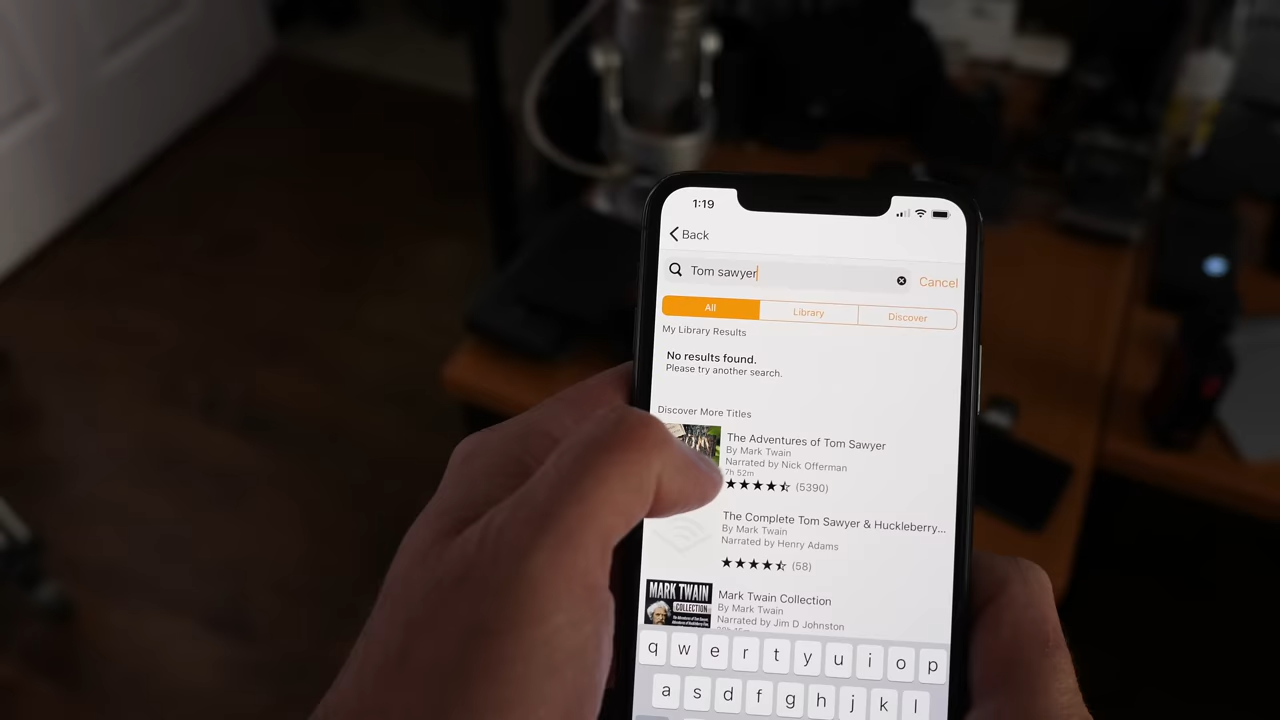 1:19
Back
Tom sawyer
Cancel
All
Library
Discover
My Library Results
No results found.
Please try another search.
Discover More Titles
The Adventures of Tom Sawyer
By Mark Twain
Narrated by Nick Offerman
7h 52m
(5390)
The Complete Tom Sawyer & Huckleberry...
By Mark Twain
Narrated by Henry Adams
(58)
MARK TWAIN
COLLECTION
Mark Twain Collection
By Mark Twain
Narrated by Jim D Johnston
q w e r t y u i o p
a s d f g h j k l